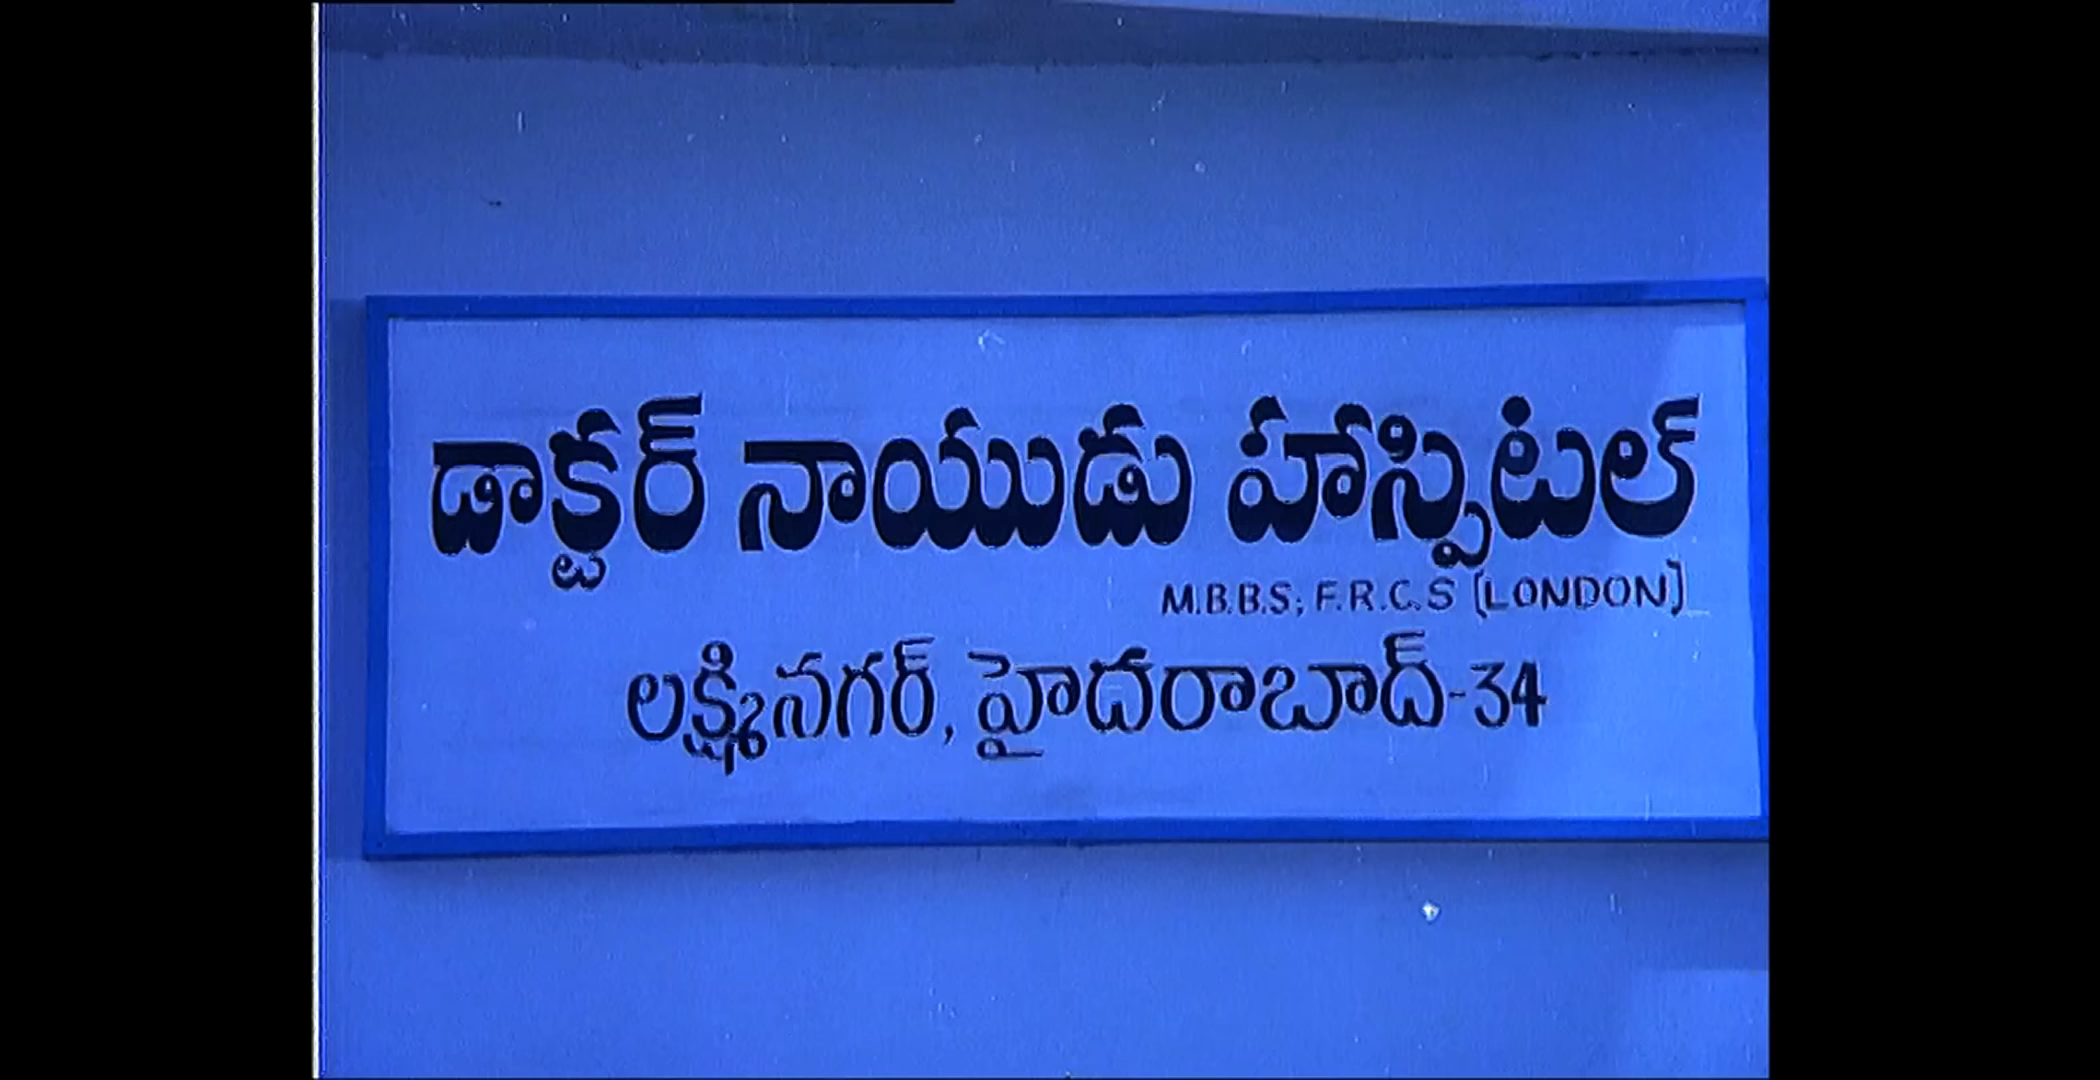 డాక్టర్ నాయుడు హాస్పిటల్
M.B.B.S; F.R.C.S (LONDON)
లక్ష్మినగర్, హైదరాబాద్-34